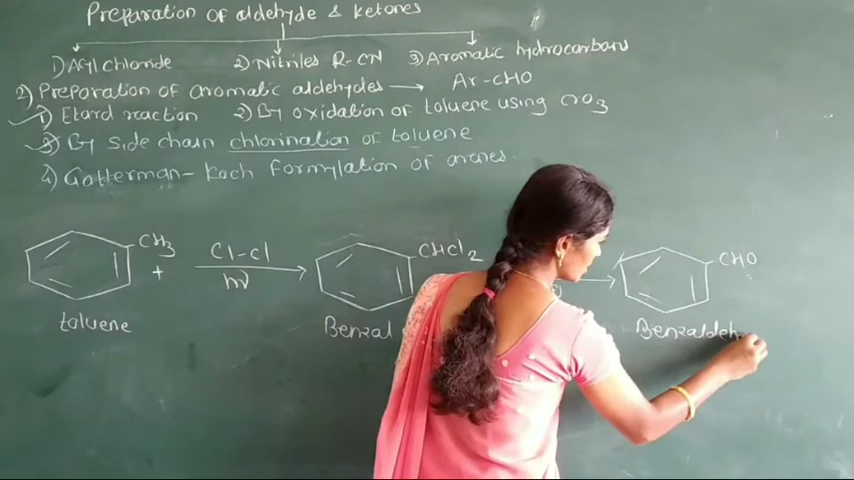 Preparation of aldehyde & ketones
1) Acyl chloride 2) Nitriles R-CN 3) Aromatic hydrocarbons
2) Preparation of aromatic aldehydes → Ar-CHO
1) Etard reaction 2) By oxidation of toluene using CrO3
3) By side chain chlorination of toluene
4) Gatterman-Koch formylation of arenes.
CH3 + Cl-Cl hν CHCl2 CHO
toluene Benzal Benzaldeh